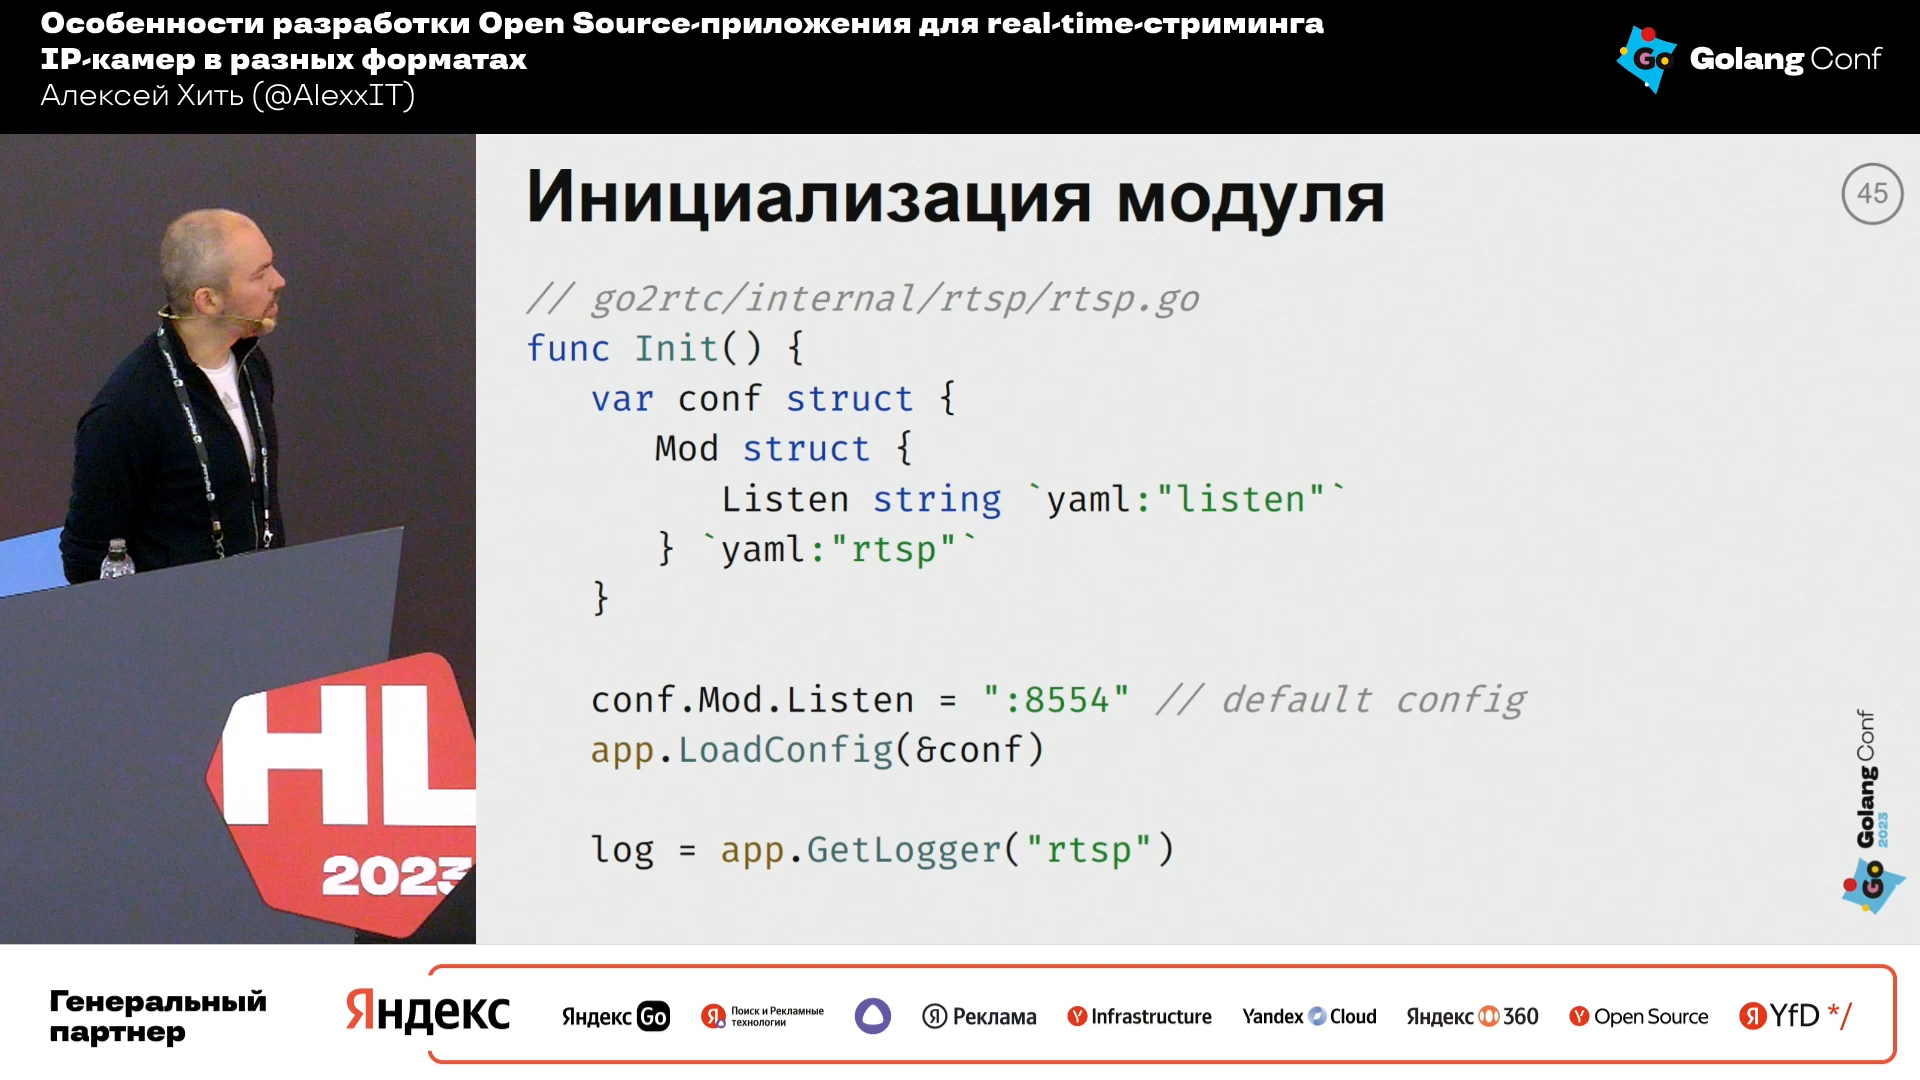 Особенности разработки Open Source-приложения для real-time-стриминга
IP-камер в разных форматах
Алексей Хить (@AlexxIT)
Go
Golang Conf
Инициализация модуля
45
// go2rtc/internal/rtsp/rtsp.go
func Init() {
var conf struct {
Mod struct {
Listen string `yaml:"listen"`
} `yaml:"rtsp"`
}
conf.Mod.Listen = ":8554" // default config
app.LoadConfig(&conf)
log = app.GetLogger("rtsp")
Golang Conf
2023
Go
HL
2023
Генеральный
партнер
Яндекс
Яндекс Go
Я Поиск и Рекламные
технологии
Я Реклама
Y Infrastructure
Yandex Cloud
Яндекс 360
Y Open Source
Я YfD */